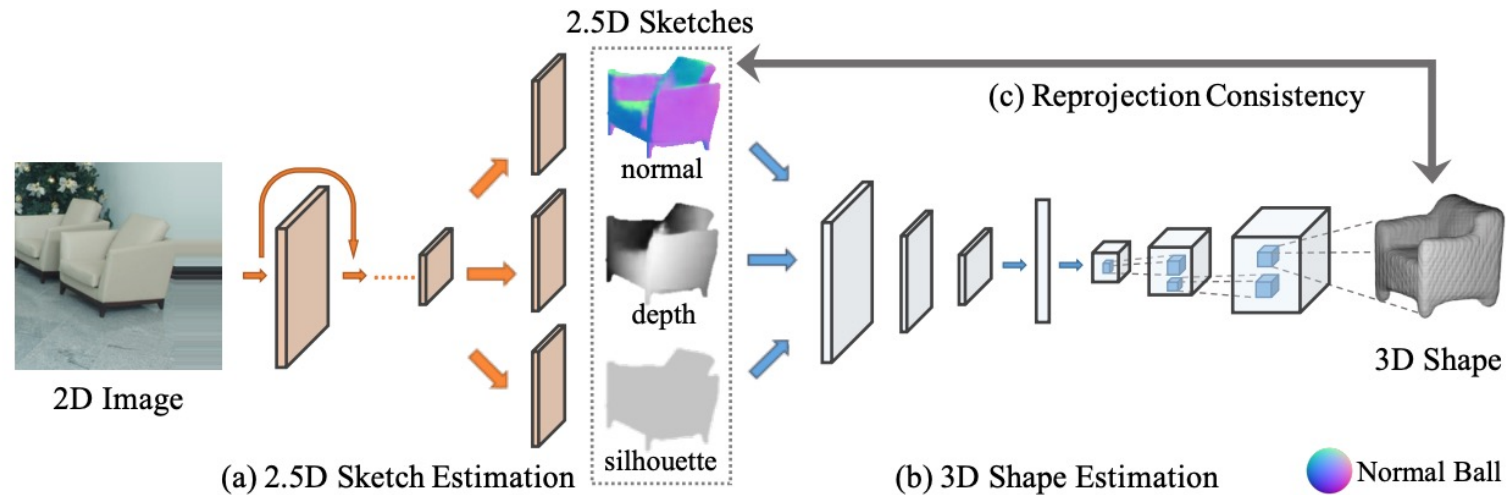 2.5D Sketches
(c) Reprojection Consistency
normal
depth
2D Image
3D Shape
silhouette
(a) 2.5D Sketch Estimation
(b) 3D Shape Estimation
Normal Ball